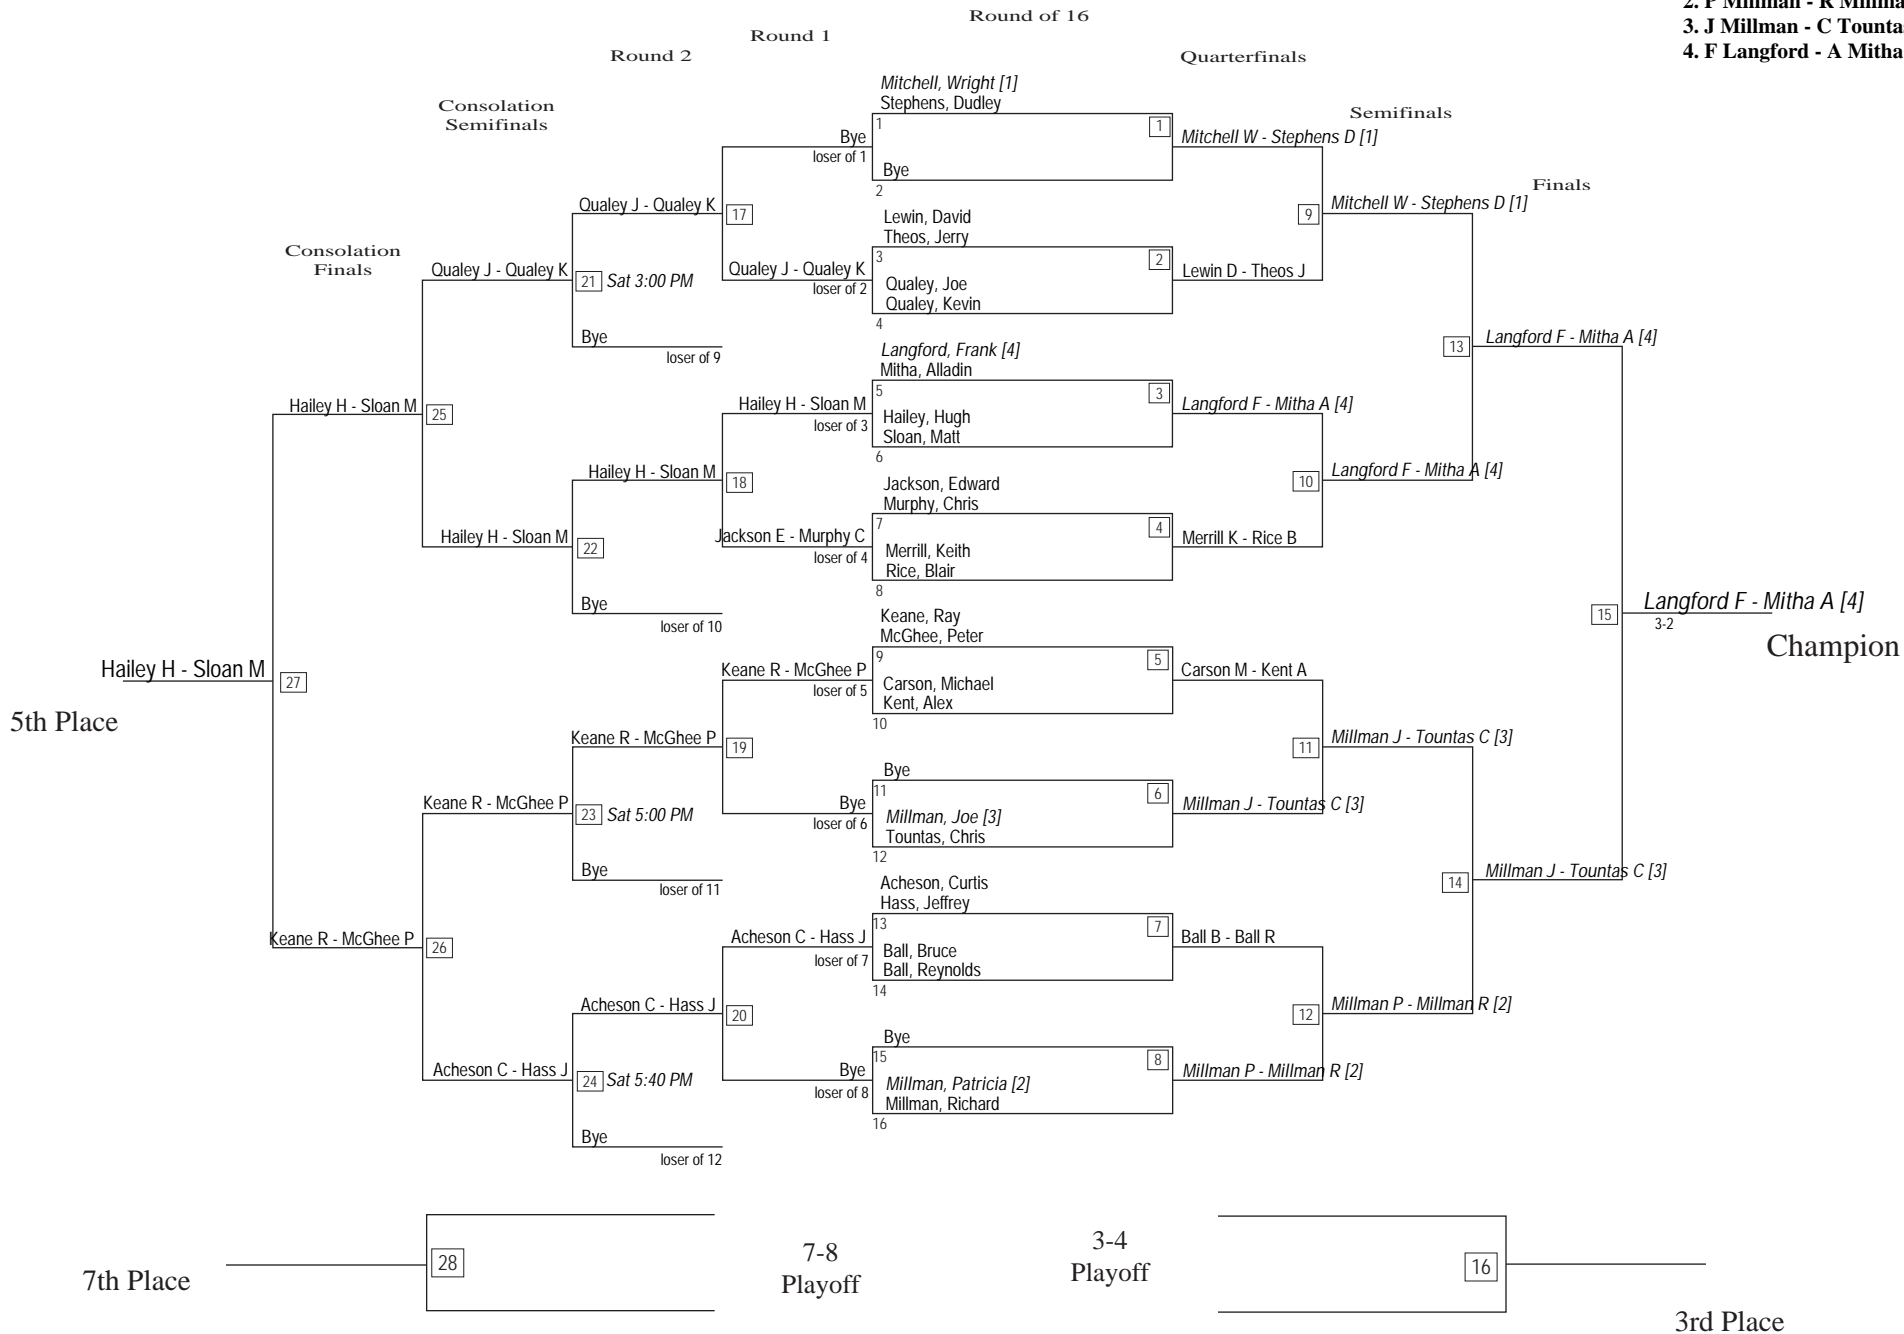 Round of 16
Round 1
Round 2
Quarterfinals
Consolation
Semifinals
Semifinals
Finals
Consolation
Finals
3. J Millman - C Tounta
4. F Langford - A Mitha
Mitchell, Wright [1]
Stephens, Dudley
1
1
Bye
2
Lewin, David
Theos, Jerry
3
2
Qualey, Joe
Qualey, Kevin
4
Langford, Frank [4]
Mitha, Alladin
5
3
Hailey, Hugh
Sloan, Matt
6
Jackson, Edward
Murphy, Chris
7
4
Merrill, Keith
Rice, Blair
8
Keane, Ray
McGhee, Peter
9
5
Carson, Michael
Kent, Alex
10
Bye
11
6
Millman, Joe [3]
Tountas, Chris
12
Acheson, Curtis
Hass, Jeffrey
13
7
Ball, Bruce
Ball, Reynolds
14
Bye
15
8
Millman, Patricia [2]
Millman, Richard
16
Mitchell W - Stephens D [1]
Lewin D - Theos J
Langford F - Mitha A [4]
Merrill K - Rice B
Carson M - Kent A
Millman J - Tountas C [3]
Ball B - Ball R
Millman P - Millman R [2]
9
Mitchell W - Stephens D [1]
10
Langford F - Mitha A [4]
11
Millman J - Tountas C [3]
12
Millman P - Millman R [2]
13
Langford F - Mitha A [4]
14
Millman J - Tountas C [3]
15
Langford F - Mitha A [4]
3-2
Champion
Bye
loser of 1
Qualey J - Qualey K
loser of 2
Hailey H - Sloan M
loser of 3
Jackson E - Murphy C
loser of 4
Keane R - McGhee P
loser of 5
Bye
loser of 6
Acheson C - Hass J
loser of 7
Bye
loser of 8
Qualey J - Qualey K
17
Bye
loser of 9
Hailey H - Sloan M
18
Bye
loser of 10
Keane R - McGhee P
19
Bye
loser of 11
Acheson C - Hass J
20
Bye
loser of 12
Qualey J - Qualey K
21 Sat 3:00 PM
Hailey H - Sloan M
22
Keane R - McGhee P
23 Sat 5:00 PM
Acheson C - Hass J
24 Sat 5:40 PM
Hailey H - Sloan M
25
Keane R - McGhee P
26
Hailey H - Sloan M
27
5th Place
7th Place
28
7-8
Playoff
3-4
Playoff
16
3rd Place